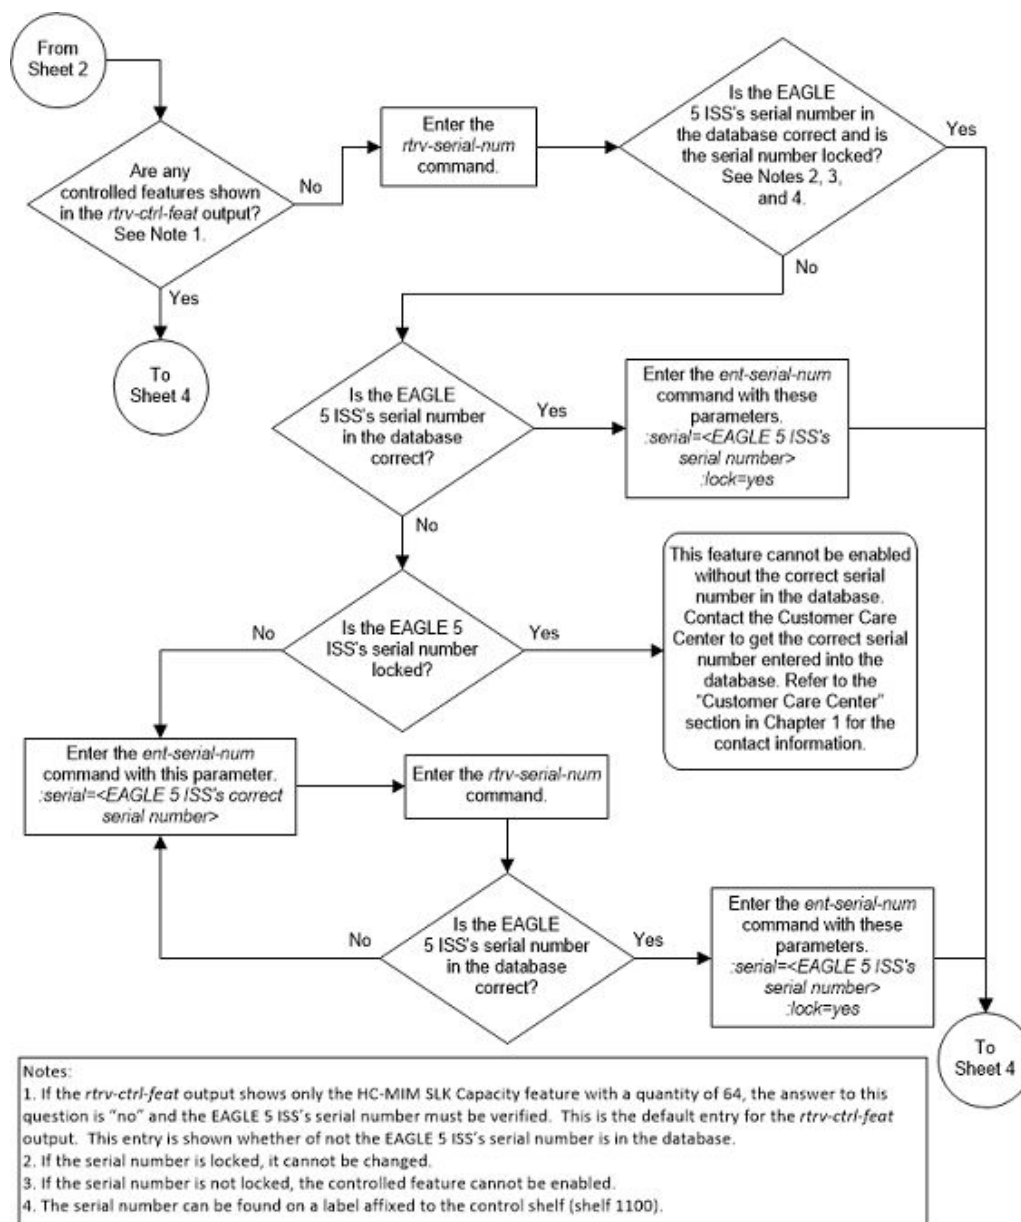 From
Sheet 2
Are any
controlled features shown
in the rtrv-ctrl-feat output?
See Note 1.
No
Yes
To
Sheet 4
Enter the
rtrv-serial-num
command.
Is the EAGLE
5 ISS's serial number in
the database correct and is
the serial number locked?
See Notes 2, 3,
and 4.
Yes
No
Is the EAGLE
5 ISS's serial number
in the database
correct?
Yes
No
Enter the ent-serial-num
command with these
parameters.
:serial=<EAGLE 5 ISS's
serial number>
:lock=yes
Is the EAGLE 5
ISS's serial number
locked?
No
Yes
This feature cannot be enabled
without the correct serial
number in the database.
Contact the Customer Care
Center to get the correct serial
number entered into the
database. Refer to the
"Customer Care Center"
section in Chapter 1 for the
contact information.
Enter the ent-serial-num
command with this parameter.
:serial=<EAGLE 5 ISS's correct
serial number>
Enter the rtrv-serial-num
command.
Is the EAGLE
5 ISS's serial number
in the database
correct?
No
Yes
Enter the ent-serial-num
command with these
parameters.
:serial=<EAGLE 5 ISS's
serial number>
:lock=yes
To
Sheet 4
Notes:
1. If the rtrv-ctrl-feat output shows only the HC-MIM SLK Capacity feature with a quantity of 64, the answer to this
question is "no" and the EAGLE 5 ISS's serial number must be verified. This is the default entry for the rtrv-ctrl-feat
output. This entry is shown whether of not the EAGLE 5 ISS's serial number is in the database.
2. If the serial number is locked, it cannot be changed.
3. If the serial number is not locked, the controlled feature cannot be enabled.
4. The serial number can be found on a label affixed to the control shelf (shelf 1100).